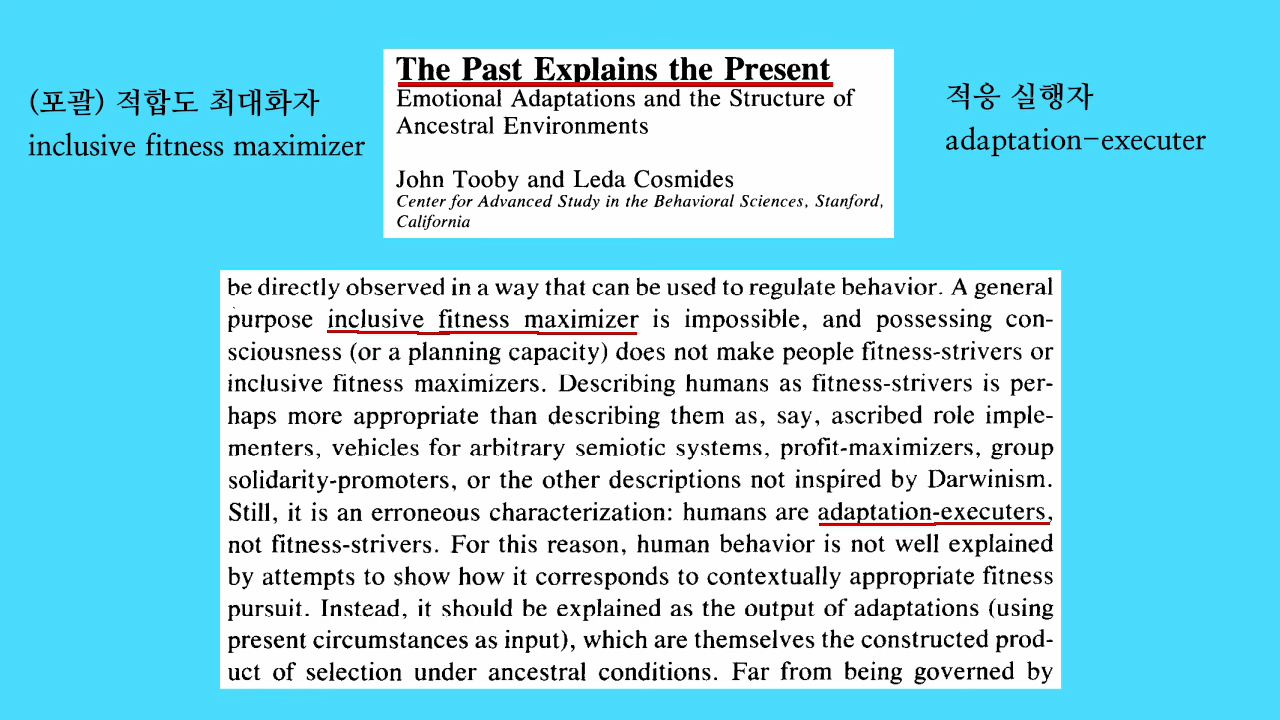 (포괄) 적합도 최대화자
inclusive fitness maximizer
The Past Explains the Present
Emotional Adaptations and the Structure of
Ancestral Environments
John Tooby and Leda Cosmides
Center for Advanced Study in the Behavioral Sciences, Stanford,
California
적응 실행자
adaptation-executer
be directly observed in a way that can be used to regulate behavior. A general
purpose inclusive fitness maximizer is impossible, and possessing con-
sciousness (or a planning capacity) does not make people fitness-strivers or
inclusive fitness maximizers. Describing humans as fitness-strivers is per-
haps more appropriate than describing them as, say, ascribed role imple-
menters, vehicles for arbitrary semiotic systems, profit-maximizers, group
solidarity-promoters, or the other descriptions not inspired by Darwinism.
Still, it is an erroneous characterization: humans are adaptation-executers,
not fitness-strivers. For this reason, human behavior is not well explained
by attempts to show how it corresponds to contextually appropriate fitness
pursuit. Instead, it should be explained as the output of adaptations (using
present circumstances as input), which are themselves the constructed prod-
uct of selection under ancestral conditions. Far from being governed by